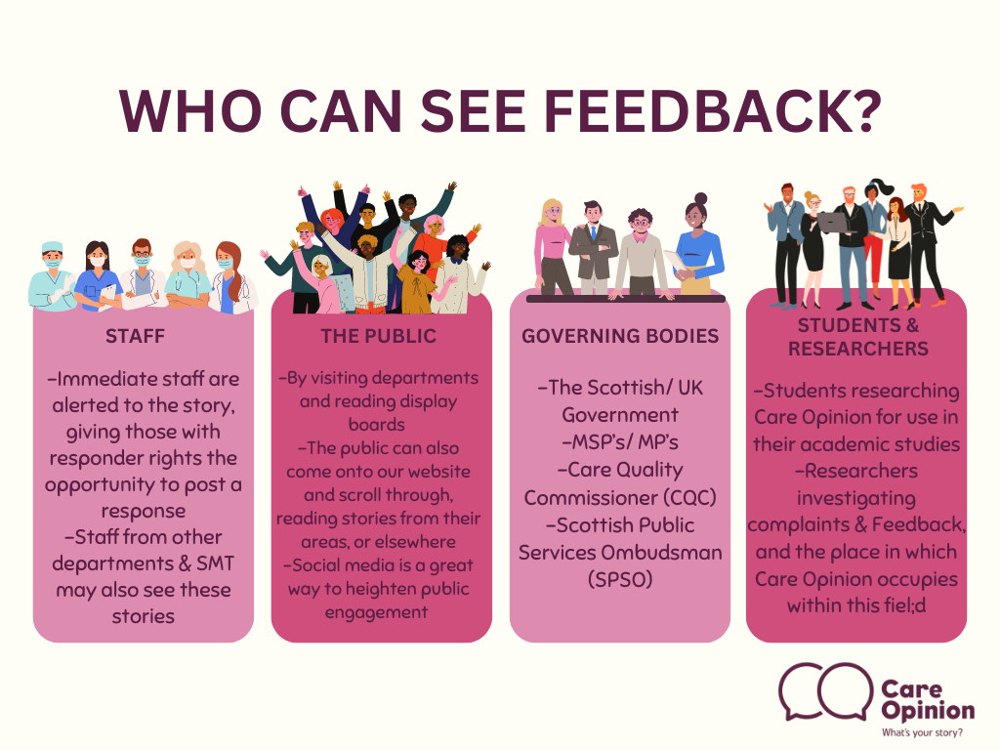 WHO CAN SEE FEEDBACK?
STAFF
-Immediate staff are
alerted to the story,
giving those with
responder rights the
opportunity to post a
response
-Staff from other
departments & SMT
may also see these
stories
THE PUBLIC
-By visiting departments
and reading display
boards
-The public can also
come onto our website
and scroll through,
reading stories from their
areas, or elsewhere
-Social media is a great
way to heighten public
engagement
GOVERNING BODIES
-The Scottish/ UK
Government
-MSP's/ MP's
-Care Quality
Commissioner (CQC)
-Scottish Public
Services Ombudsman
(SPSO)
STUDENTS &
RESEARCHERS
-Students researching
Care Opinion for use in
their academic studies
-Researchers
investigating
complaints & Feedback,
and the place in which
Care Opinion occupies
within this fiel;d
Care
Opinion
What's your story?